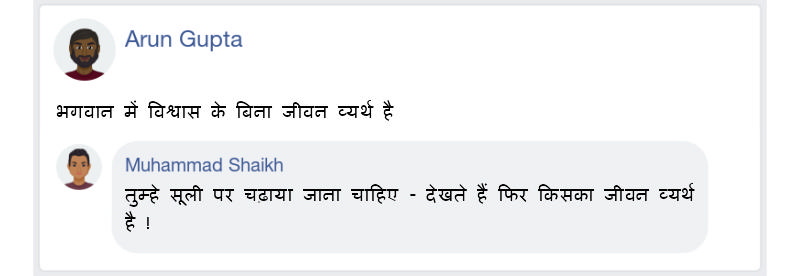 Arun Gupta
भगवान में विश्वास के बिना जीवन व्यर्थ है
Muhammad Shaikh
तुम्हे सूली पर चढ़ाया जाना चाहिए - देखते हैं फिर किसका जीवन व्यर्थ
है !